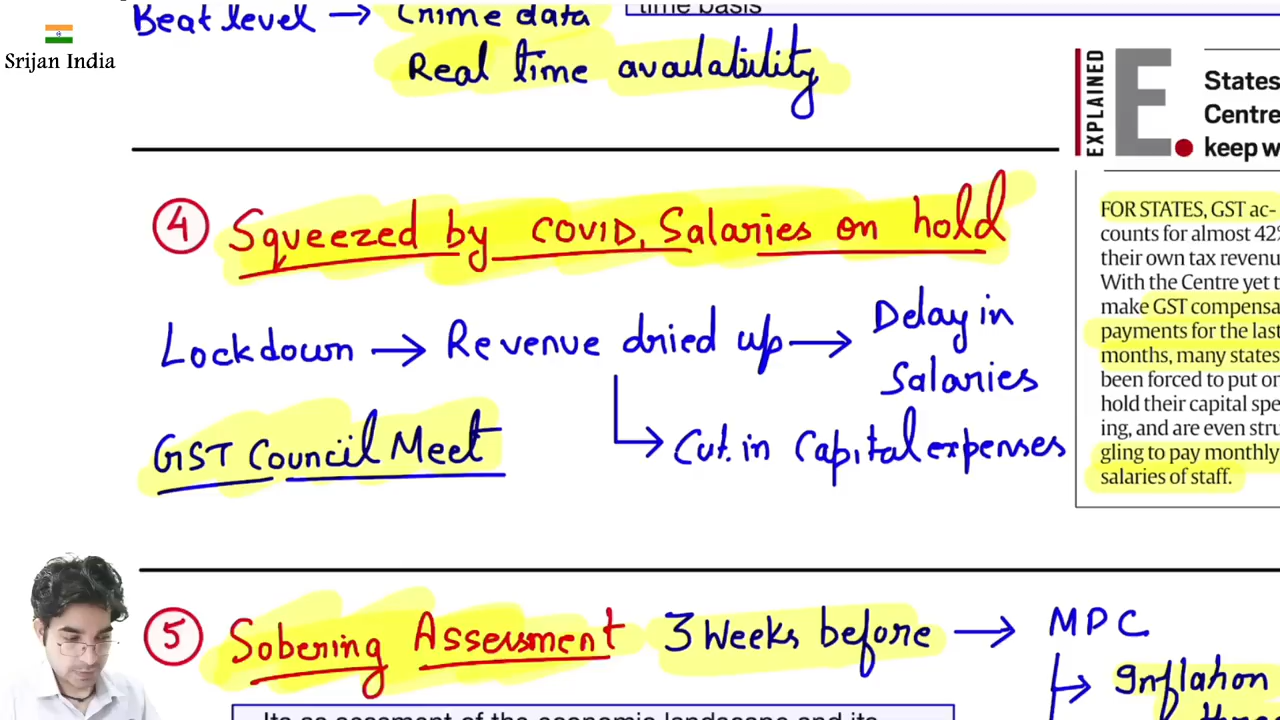 Beat level → Crime data
time basis
Srijan India
Real time availability
EXPLAINED
E.
States
Centre
keep w
④ Squeezed by COVID, Salaries on hold
FOR STATES, GST ac-
counts for almost 42%
their own tax revenu
With the Centre yet t
make GST compensa
payments for the last
months, many states
been forced to put on
hold their capital spe
ing, and are even stru
gling to pay monthly
salaries of staff.
Lockdown → Revenue dried up → Delay in
Salaries
GST Council Meet
→ Cut in Capital expenses
⑤ Sobering Assessment 3 weeks before → MPC
→ Inflation